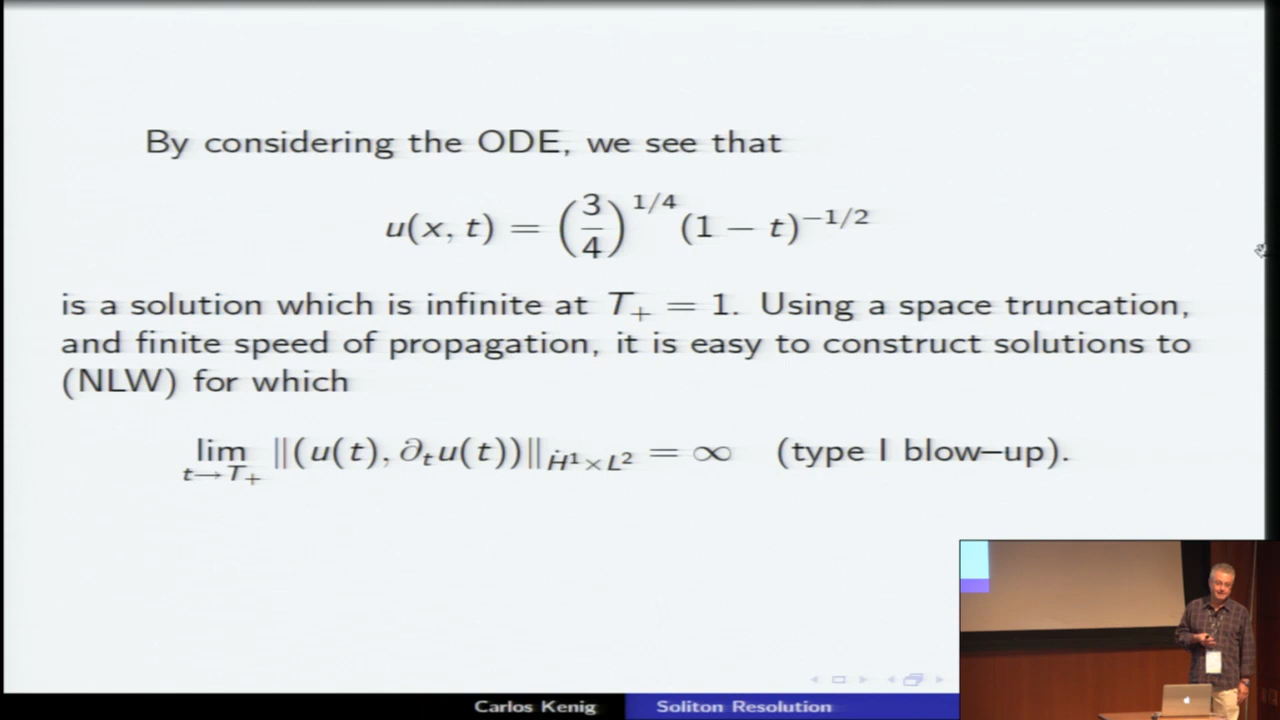 By considering the ODE, we see that
u(x, t) = (3/4)^{1/4} (1 − t)^{−1/2}
is a solution which is infinite at T₊ = 1. Using a space truncation,
and finite speed of propagation, it is easy to construct solutions to
(NLW) for which
lim_{t→T₊} ‖(u(t), ∂ₜu(t))‖_{Ḣ¹×L²} = ∞ (type I blow–up).
Carlos Kenig Soliton Resolution